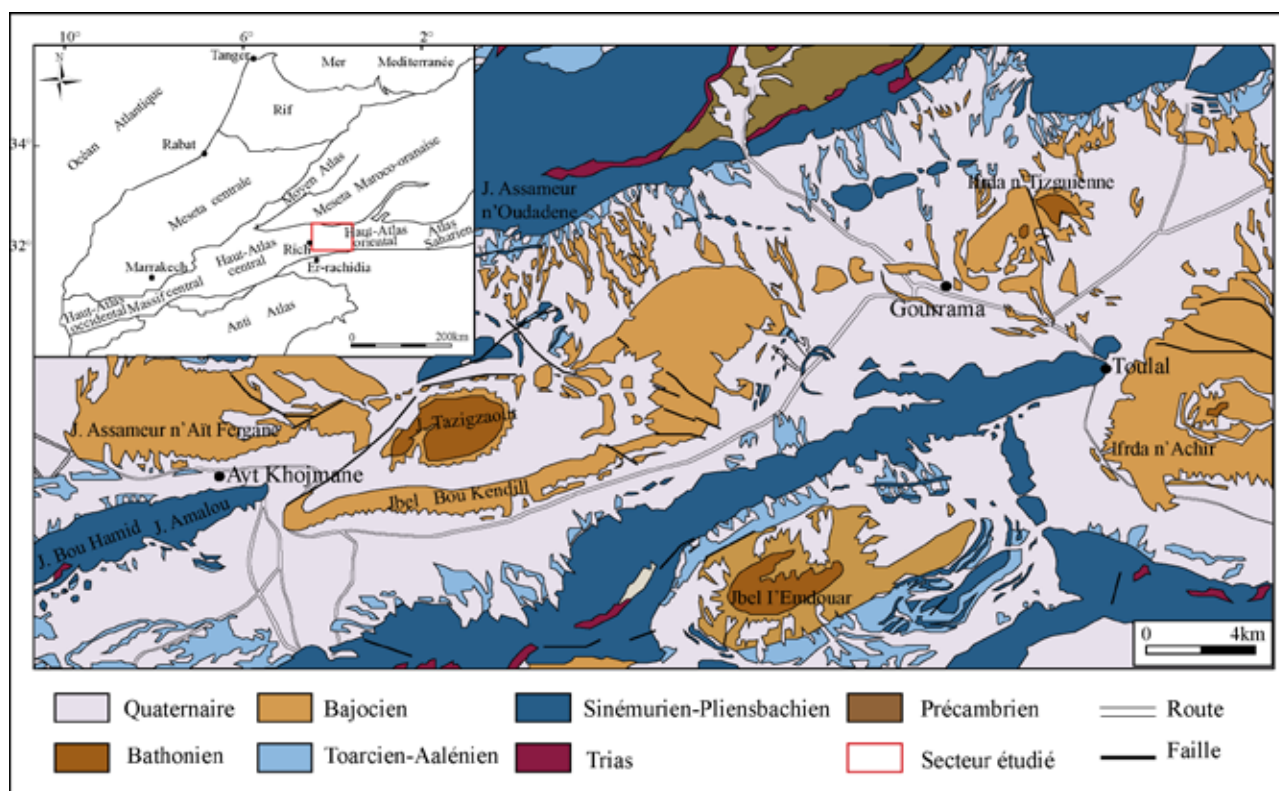 10°
6°
2°
N
Tanger
Mer Mediterranée
Océan Atlantique
Rif
34°
Rabat
Moyen Atlas
Meseta Maroco-oranaise
Meseta centrale
32°
Rich
Haut-Atlas
oriental
Atlas
Saharien
Haut-Atlas
central
Er-rachidia
Marrakech
Haut-Atlas
occidental
Massif central
Anti Atlas
0 200km
J. Assameur
n'Oudadene
Ifrda n'Tizguienne
Gourrama
Toulal
J. Tazigzaout
J. Assameur n'Aït Fergane
Ifrda n'Achir
Ayt Khojmane
Jbel Bou Kendill
J. Bou Hamid J. Amalou
Jbel I'Emdouar
0 4km
Quaternaire
Bajocien
Sinémurien-Pliensbachien
Précambrien
Route
Bathonien
Toarcien-Aalénien
Trias
Secteur étudié
Faille